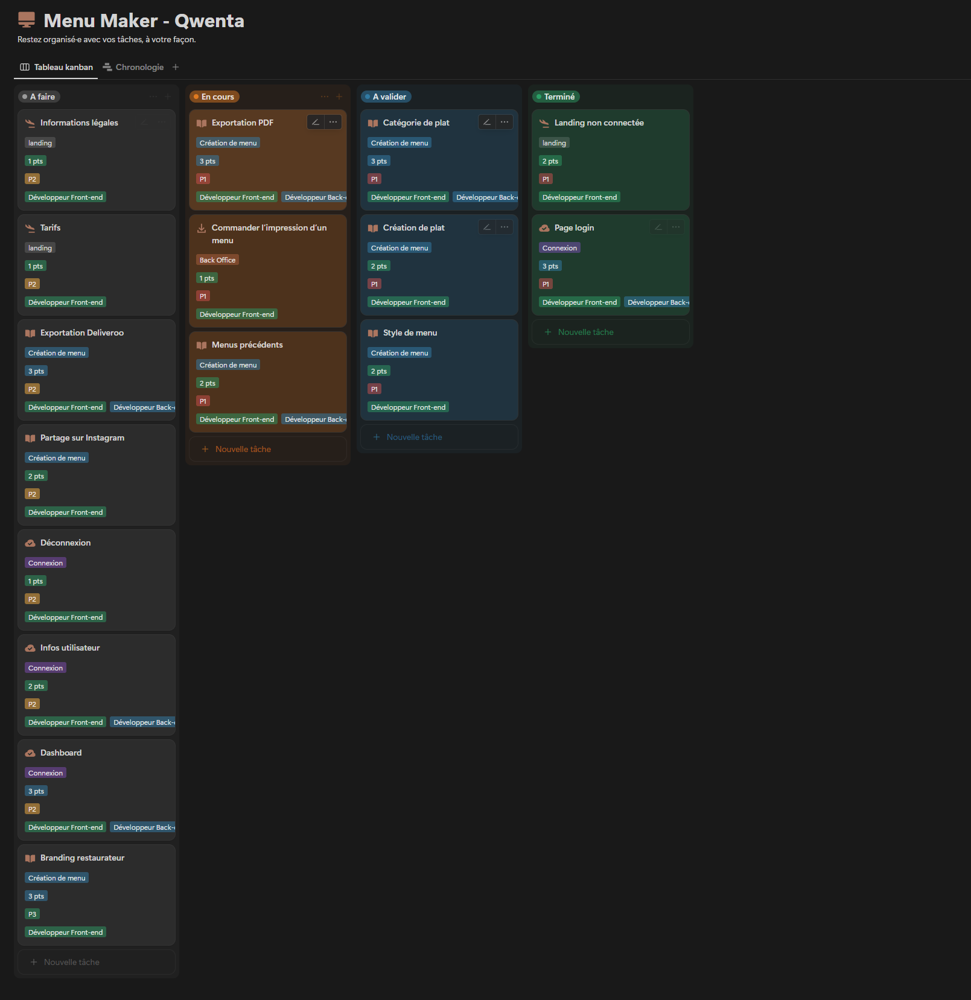 Menu Maker - Qwenta
Restez organisé·e avec vos tâches, à votre façon.
Tableau kanban
Chronologie
A faire
Informations légales
landing
1 pts
P2
Développeur Front-end
Tarifs
landing
1 pts
P2
Développeur Front-end
Exportation Deliveroo
Création de menu
3 pts
P2
Développeur Front-end Développeur Back-
Partage sur Instagram
Création de menu
2 pts
P2
Développeur Front-end
Déconnexion
Connexion
1 pts
P2
Développeur Front-end
Infos utilisateur
Connexion
2 pts
P2
Développeur Front-end Développeur Back-
Dashboard
Connexion
3 pts
P2
Développeur Front-end Développeur Back-
Branding restaurateur
Création de menu
3 pts
P3
Développeur Front-end
+ Nouvelle tâche
En cours
Exportation PDF
Création de menu
3 pts
P1
Développeur Front-end Développeur Back-
Commander l'impression d'un
menu
Back Office
1 pts
P1
Développeur Front-end
Menus précédents
Création de menu
2 pts
P1
Développeur Front-end Développeur Back-
+ Nouvelle tâche
A valider
Catégorie de plat
Création de menu
3 pts
P1
Développeur Front-end Développeur Back-
Création de plat
Création de menu
2 pts
P1
Développeur Front-end
Style de menu
Création de menu
2 pts
P1
Développeur Front-end
+ Nouvelle tâche
Terminé
Landing non connectée
landing
2 pts
P1
Développeur Front-end
Page login
Connexion
3 pts
P1
Développeur Front-end Développeur Back-
+ Nouvelle tâche